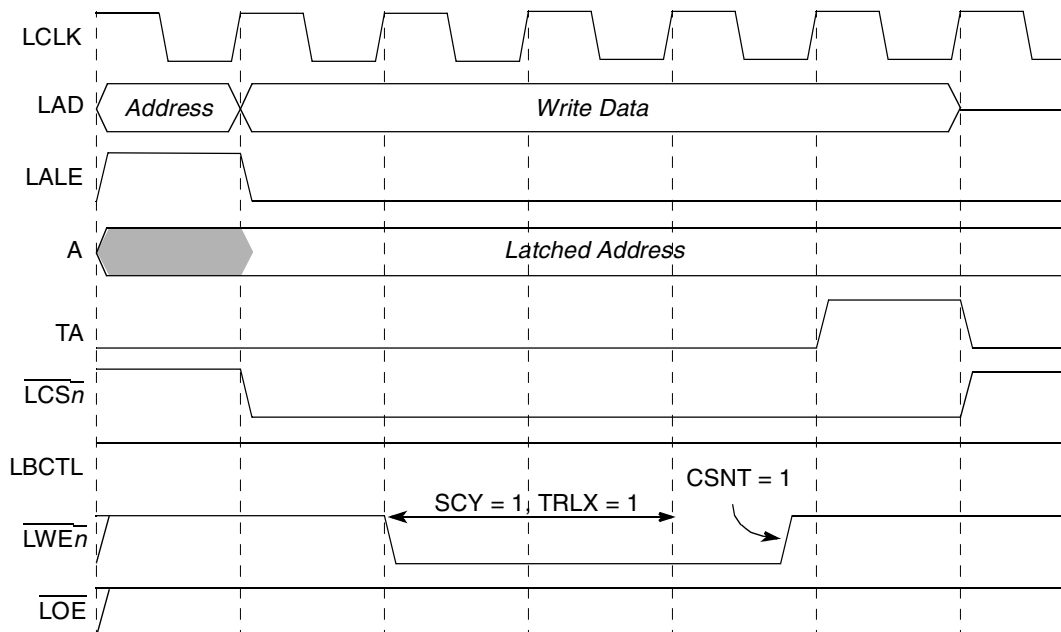 LCLK
LAD Address Write Data
LALE
A Latched Address
TA
LCSn
LBCTL
CSNT = 1
SCY = 1, TRLX = 1
LWEn
LOE